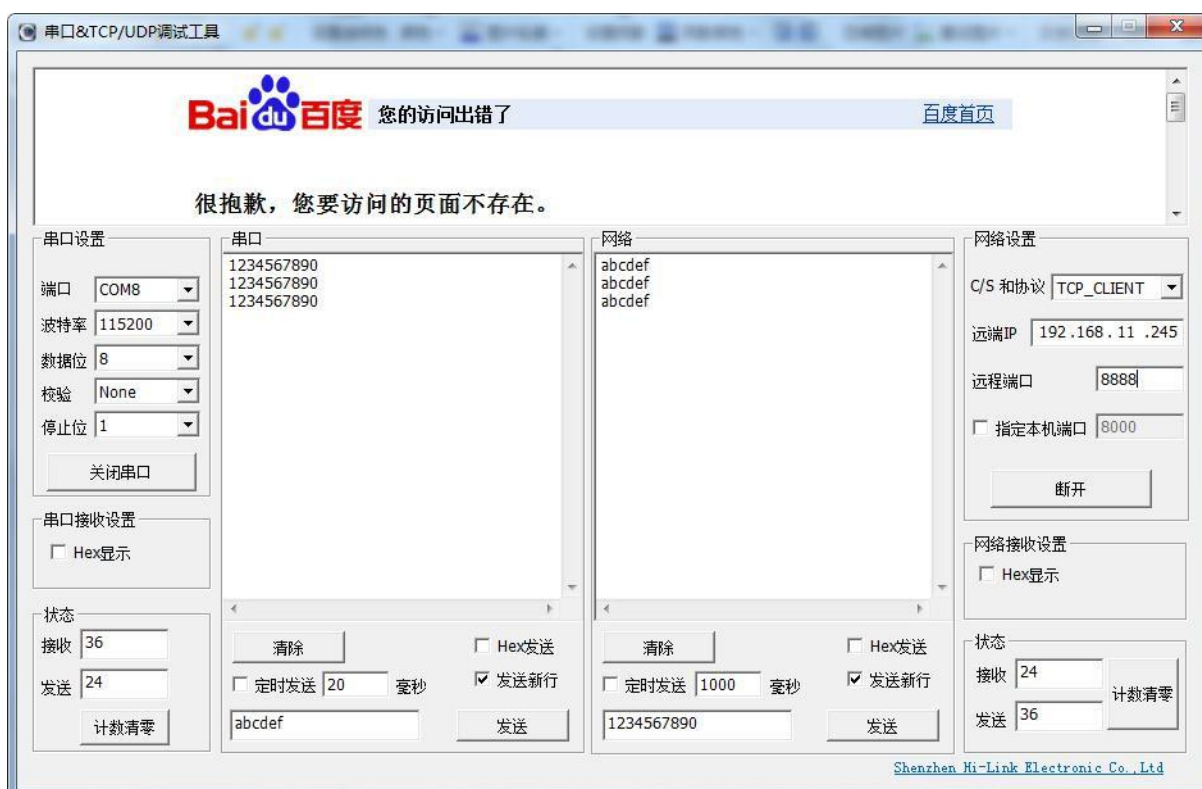 串口&TCP/UDP调试工具
Bai du 百度 您的访问出错了 百度首页
很抱歉，您要访问的页面不存在。
串口设置
端口 COM8
波特率 115200
数据位 8
校验 None
停止位 1
关闭串口
串口接收设置
Hex显示
状态
接收 36
发送 24
计数清零
串口
1234567890
1234567890
1234567890
清除 Hex发送
定时发送 20 毫秒 发送新行
abcdef 发送
网络
abcdef
abcdef
abcdef
清除 Hex发送
定时发送 1000 毫秒 发送新行
1234567890 发送
网络设置
C/S 和协议 TCP_CLIENT
远端IP 192.168.11 .245
远程端口 8888
指定本机端口 8000
断开
网络接收设置
Hex显示
状态
接收 24
发送 36
计数清零
Shenzhen Hi-Link Electronic Co.,Ltd